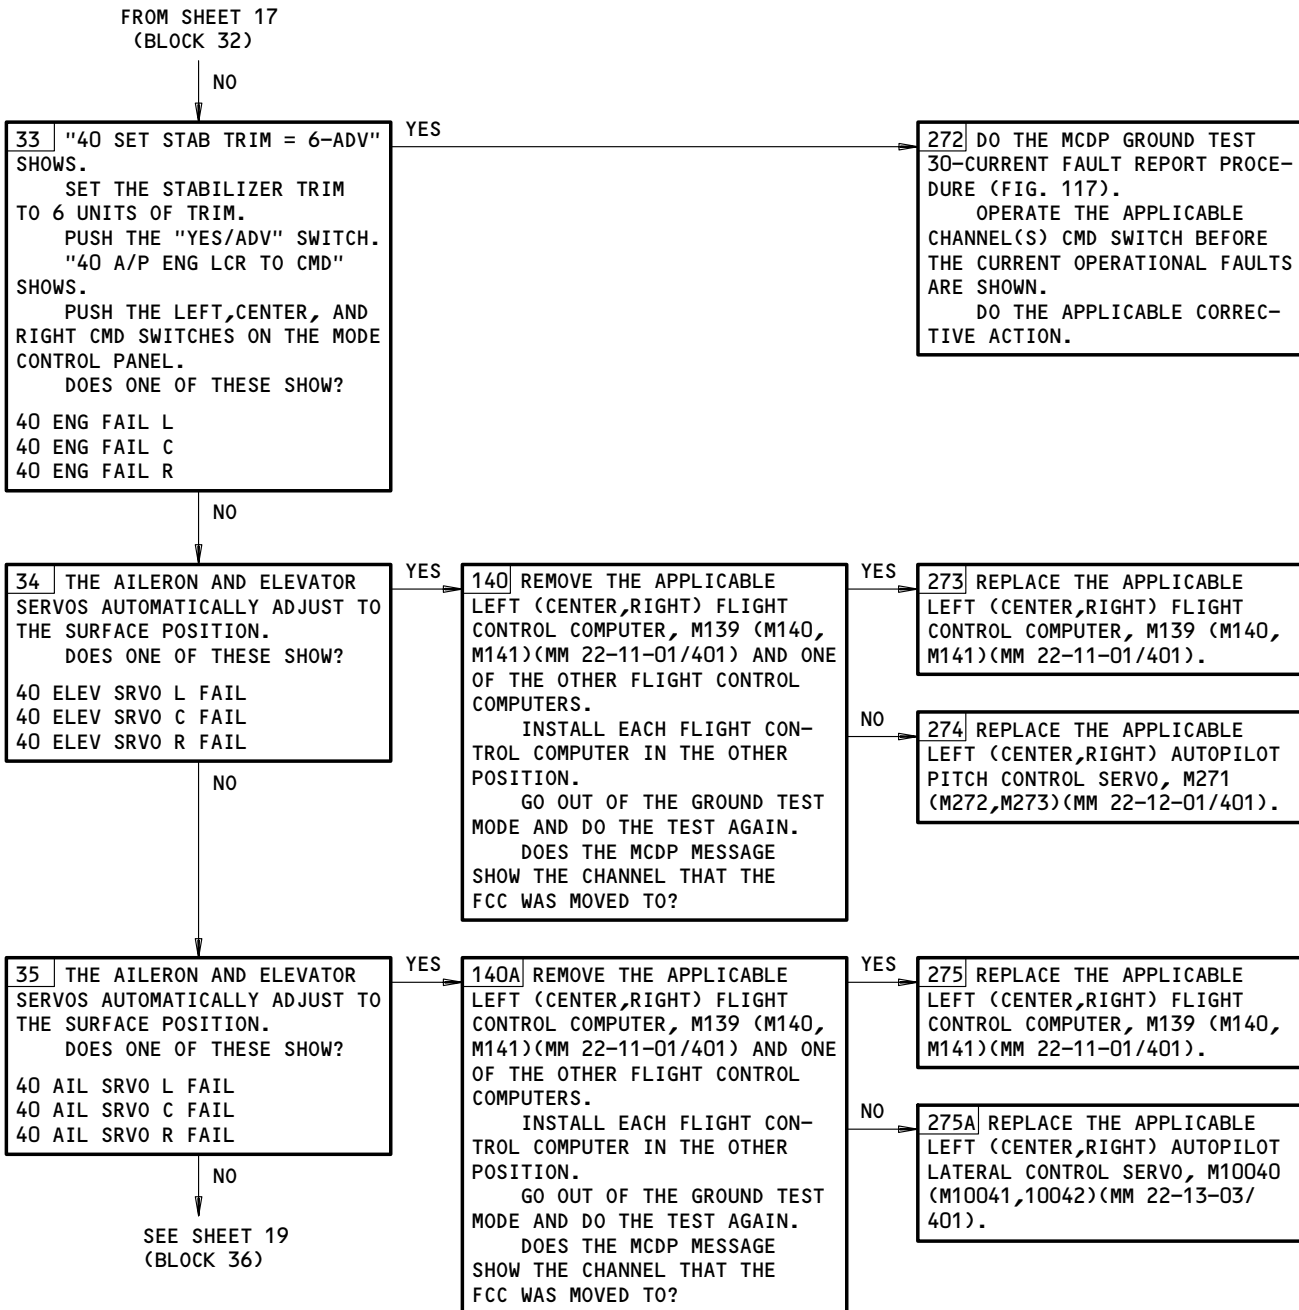 FROM SHEET 17
(BLOCK 32)
NO
33 "40 SET STAB TRIM = 6-ADV"
SHOWS.
SET THE STABILIZER TRIM
TO 6 UNITS OF TRIM.
PUSH THE "YES/ADV" SWITCH.
"40 A/P ENG LCR TO CMD"
SHOWS.
PUSH THE LEFT,CENTER, AND
RIGHT CMD SWITCHES ON THE MODE
CONTROL PANEL.
DOES ONE OF THESE SHOW?
40 ENG FAIL L
40 ENG FAIL C
40 ENG FAIL R
YES
272 DO THE MCDP GROUND TEST
30-CURRENT FAULT REPORT PROCE-
DURE (FIG. 117).
OPERATE THE APPLICABLE
CHANNEL(S) CMD SWITCH BEFORE
THE CURRENT OPERATIONAL FAULTS
ARE SHOWN.
DO THE APPLICABLE CORREC-
TIVE ACTION.
NO
34 THE AILERON AND ELEVATOR
SERVOS AUTOMATICALLY ADJUST TO
THE SURFACE POSITION.
DOES ONE OF THESE SHOW?
40 ELEV SRVO L FAIL
40 ELEV SRVO C FAIL
40 ELEV SRVO R FAIL
YES
140 REMOVE THE APPLICABLE
LEFT (CENTER,RIGHT) FLIGHT
CONTROL COMPUTER, M139 (M140,
M141)(MM 22-11-01/401) AND ONE
OF THE OTHER FLIGHT CONTROL
COMPUTERS.
INSTALL EACH FLIGHT CON-
TROL COMPUTER IN THE OTHER
POSITION.
GO OUT OF THE GROUND TEST
MODE AND DO THE TEST AGAIN.
DOES THE MCDP MESSAGE
SHOW THE CHANNEL THAT THE
FCC WAS MOVED TO?
YES
273 REPLACE THE APPLICABLE
LEFT (CENTER,RIGHT) FLIGHT
CONTROL COMPUTER, M139 (M140,
M141)(MM 22-11-01/401).
NO
274 REPLACE THE APPLICABLE
LEFT (CENTER,RIGHT) AUTOPILOT
PITCH CONTROL SERVO, M271
(M272,M273)(MM 22-12-01/401).
NO
35 THE AILERON AND ELEVATOR
SERVOS AUTOMATICALLY ADJUST TO
THE SURFACE POSITION.
DOES ONE OF THESE SHOW?
40 AIL SRVO L FAIL
40 AIL SRVO C FAIL
40 AIL SRVO R FAIL
YES
140A REMOVE THE APPLICABLE
LEFT (CENTER,RIGHT) FLIGHT
CONTROL COMPUTER, M139 (M140,
M141)(MM 22-11-01/401) AND ONE
OF THE OTHER FLIGHT CONTROL
COMPUTERS.
INSTALL EACH FLIGHT CON-
TROL COMPUTER IN THE OTHER
POSITION.
GO OUT OF THE GROUND TEST
MODE AND DO THE TEST AGAIN.
DOES THE MCDP MESSAGE
SHOW THE CHANNEL THAT THE
FCC WAS MOVED TO?
YES
275 REPLACE THE APPLICABLE
LEFT (CENTER,RIGHT) FLIGHT
CONTROL COMPUTER, M139 (M140,
M141)(MM 22-11-01/401).
NO
275A REPLACE THE APPLICABLE
LEFT (CENTER,RIGHT) AUTOPILOT
LATERAL CONTROL SERVO, M10040
(M10041,10042)(MM 22-13-03/
401).
NO
SEE SHEET 19
(BLOCK 36)